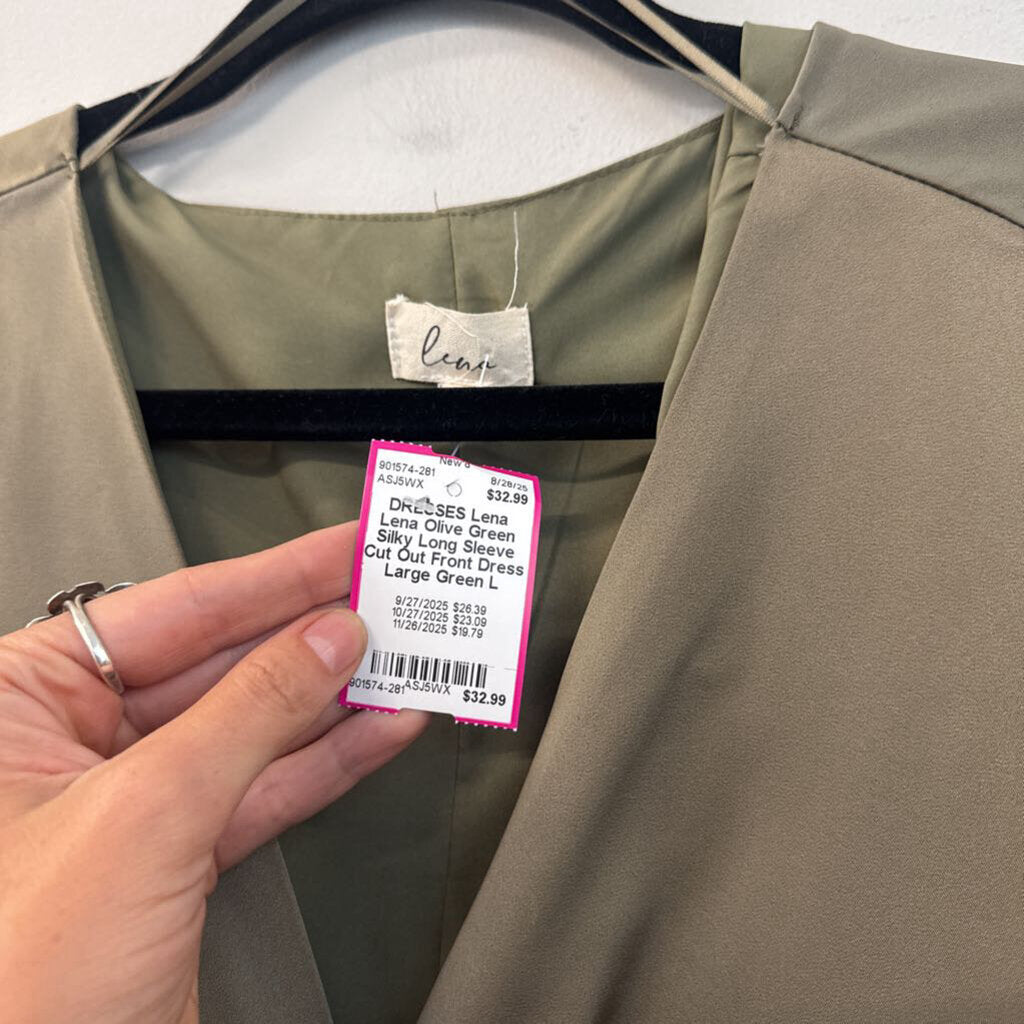 lena
901574-281
8/28/25
ASJ5WX
$32.99
DRESSES Lena
Lena Olive Green
Silky Long Sleeve
Cut Out Front Dress
Large Green L
9/27/2025 $26.39
10/27/2025 $23.09
11/26/2025 $19.79
901574-281 ASJ5WX $32.99